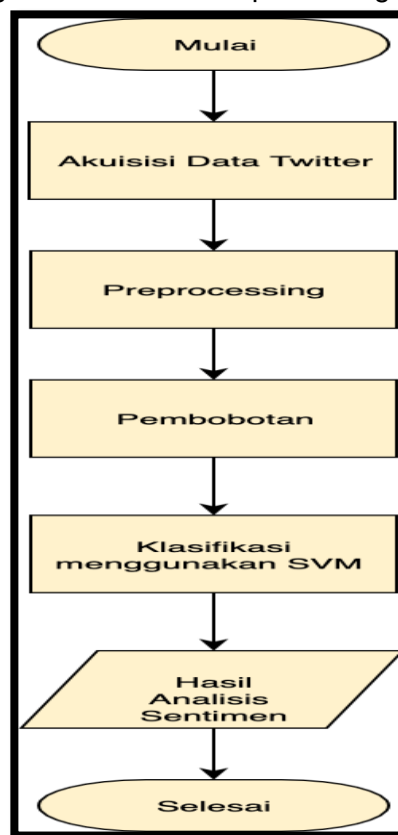 Mulai
Akuisisi Data Twitter
Preprocessing
Pembobotan
Klasifikasi
menggunakan SVM
Hasil
Analisis
Sentimen
Selesai